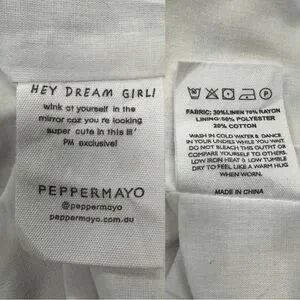 HEY DREAM GIRL!
wink at yourself in the
mirror coz you're looking
super cute in this lil'
PM exclusive!
PEPPERMAYO
@peppermayo
peppermayo.com.au
FABRIC: 30%LINEN 70% RAYON
LINING: 80% POLYESTER
20% COTTON
WASH IN COLD WATER & DANCE
IN YOUR UNDIES WHILE YOU WAIT
DO NOT BLEACH THIS OUTFIT OR
COMPARE YOURSELF TO OTHERS.
LOW IRON HEAT & LOW TUMBLE
DRY TO FEEL LIKE A WARM HUG
WHEN WORN.
MADE IN CHINA